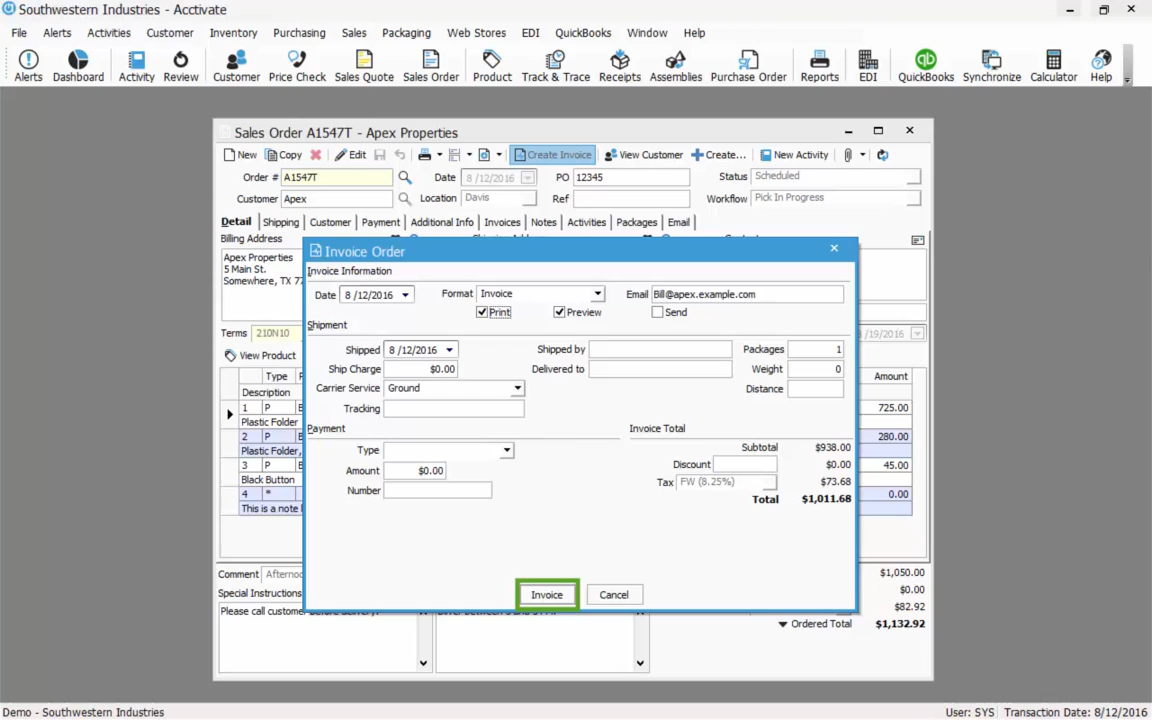 Southwestern Industries - Acctivate
File Alerts Activities Customer Inventory Purchasing Sales Packaging Web Stores EDI QuickBooks Window Help
Alerts Dashboard Activity Review Customer Price Check Sales Quote Sales Order Product Track & Trace Receipts Assemblies Purchase Order Reports EDI QuickBooks Synchronize Calculator Help
Sales Order A1547T - Apex Properties
New Copy Edit Create Invoice View Customer Create... New Activity
Order # A1547T Date 8 /12/2016 PO 12345 Status Scheduled
Customer Apex Location Davis Ref Workflow Pick In Progress
Detail Shipping Customer Payment Additional Info Invoices Notes Activities Packages Email
Billing Address
Apex Properties
5 Main St.
Somewhere, TX
Terms 210N10 /19/2016
View Product
Type Amount
Description
1 P 725.00
Plastic Folder
2 P 280.00
Plastic Folder,
3 P 45.00
Black Button
4 * 0.00
This is a note
Comment
Special Instructions
Please call customer before delivery.
$1,050.00
$0.00
$82.92
Ordered Total $1,132.92
Invoice Order
Invoice Information
Date 8 /12/2016 Format Invoice Email Bill@apex.example.com
Print Preview Send
Shipment
Shipped 8 /12/2016 Shipped by Packages 1
Ship Charge $0.00 Delivered to Weight 0
Carrier Service Ground Distance
Tracking
Payment Invoice Total
Type Subtotal $938.00
Amount $0.00 Discount $0.00
Number Tax FW (8.25%) $73.68
Total $1,011.68
Invoice Cancel
Demo - Southwestern Industries User: SYS Transaction Date: 8/12/2016